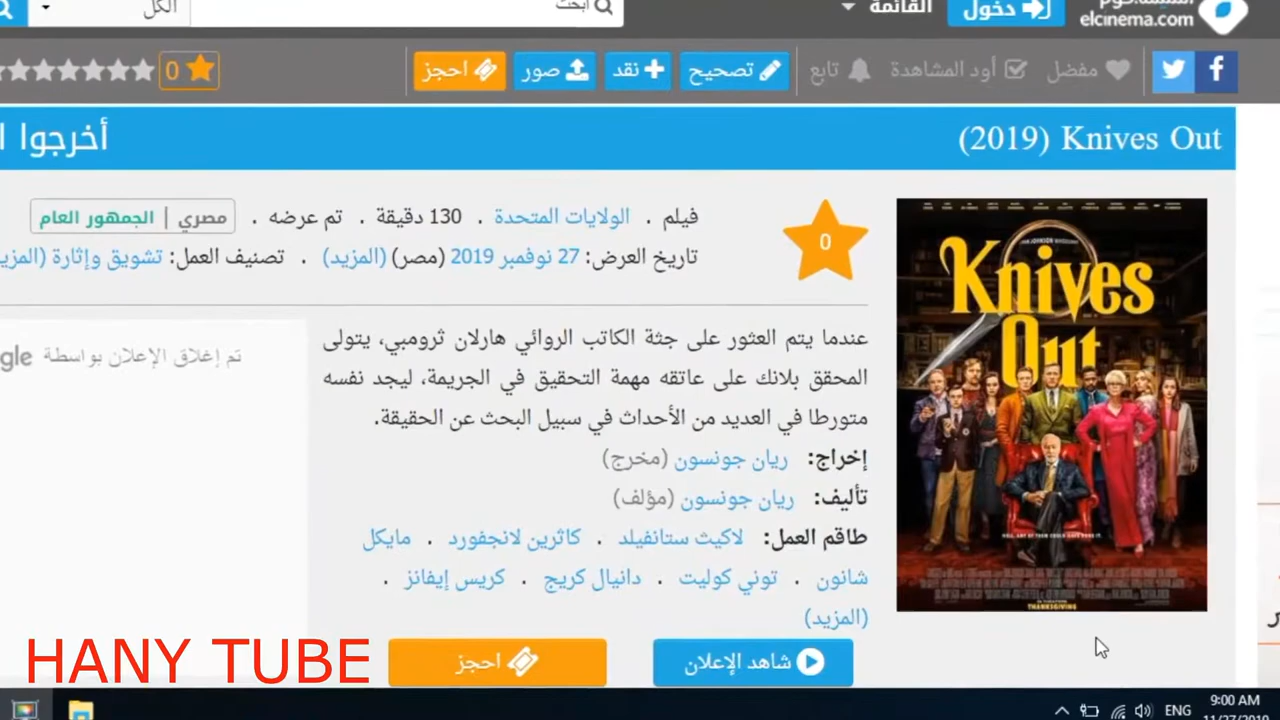 الكل
ابحث
القائمة
دخول
elcinema.com
0
احجز
صور
نقد
تصحيح
تابع
أود المشاهدة
مفضل
Knives Out (2019)
أخرجوا
فيلم . الولايات المتحدة . 130 دقيقة . تم عرضه . مصري | الجمهور العام
تاريخ العرض: 27 نوفمبر 2019 (مصر) (المزيد) . تصنيف العمل: تشويق وإثارة
0
عندما يتم العثور على جثة الكاتب الروائي هارلان ثرومبي، يتولى
المحقق بلانك على عاتقه مهمة التحقيق في الجريمة، ليجد نفسه
متورطا في العديد من الأحداث في سبيل البحث عن الحقيقة.
إخراج: ريان جونسون (مخرج)
تأليف: ريان جونسون (مؤلف)
طاقم العمل: لاكيث ستانفيلد . كاثرين لانجفورد . مايكل
شانون . توني كوليت . دانيال كريج . كريس إيفانز .
(المزيد)
تم إغلاق الإعلان بواسطة
Knives
Out
THANKSGIVING
شاهد الإعلان
احجز
HANY TUBE
ENG
9:00 AM